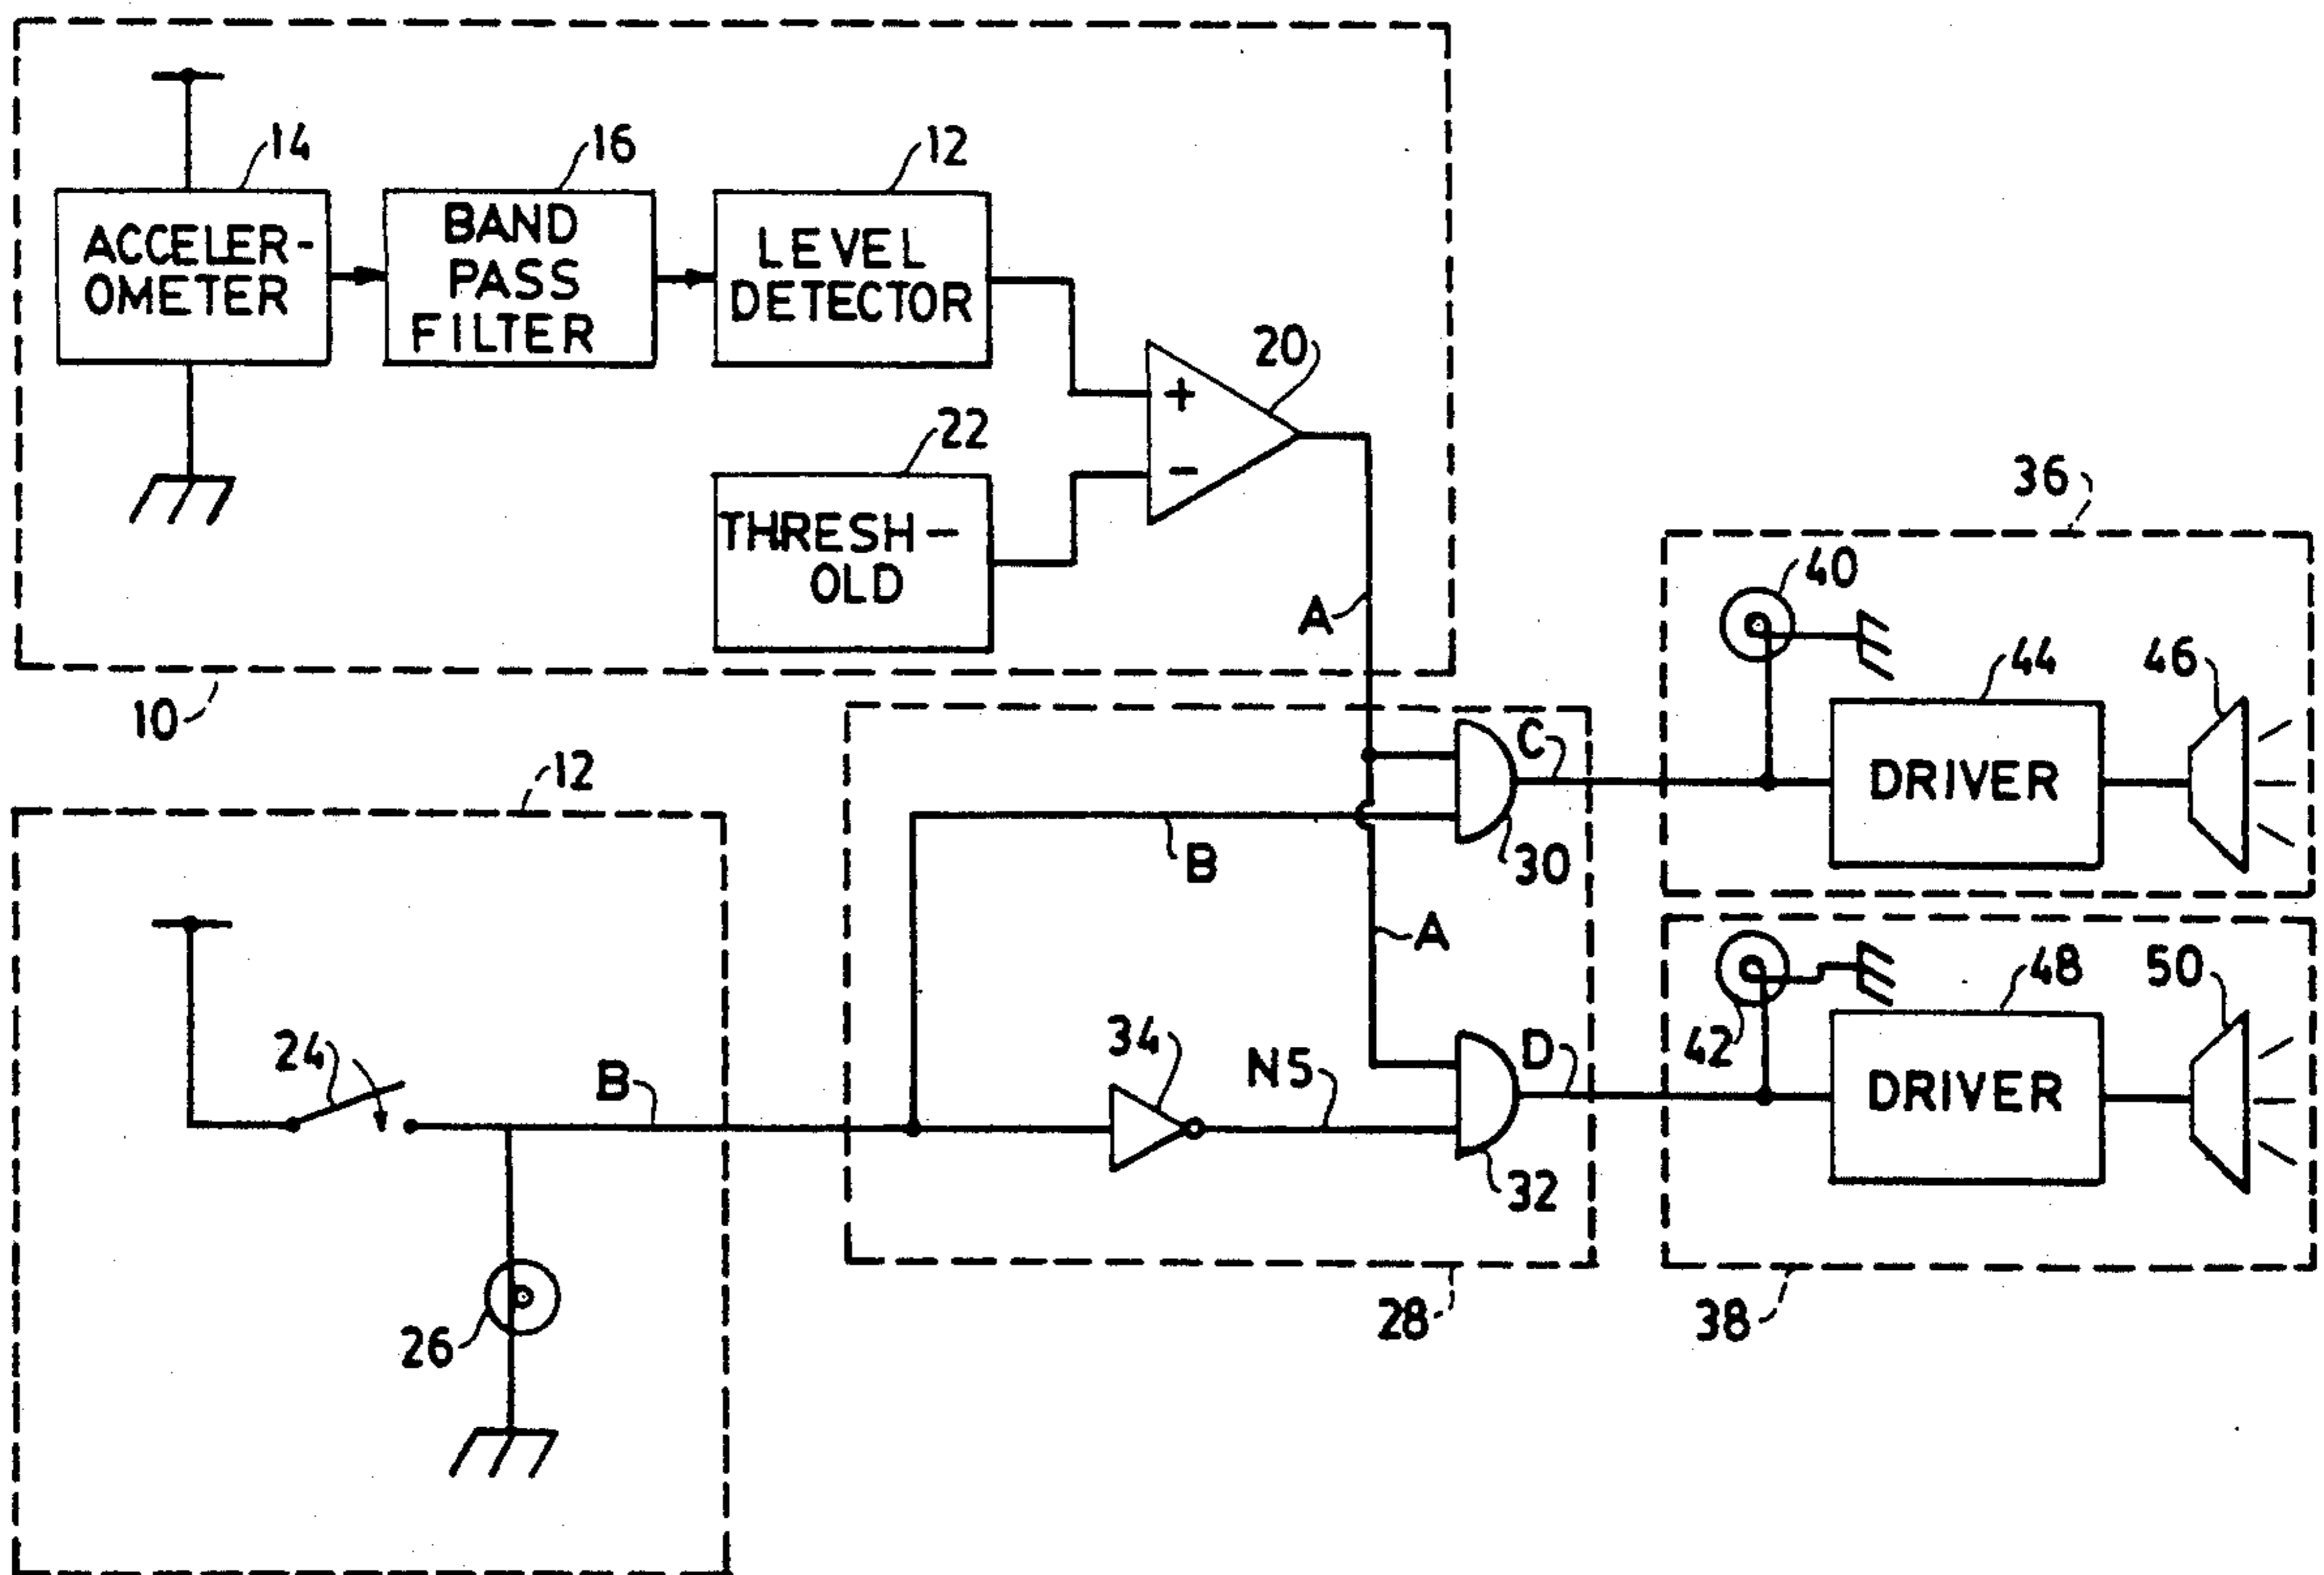 14
16
12
ACCELER-
OMETER
BAND
PASS
FILTER
LEVEL
DETECTOR
20
+
-
22
THRESH-
OLD
A
10
36
40
44
46
DRIVER
12
C
30
B
A
24
B
34
N5
D
32
42
48
50
DRIVER
26
28
38